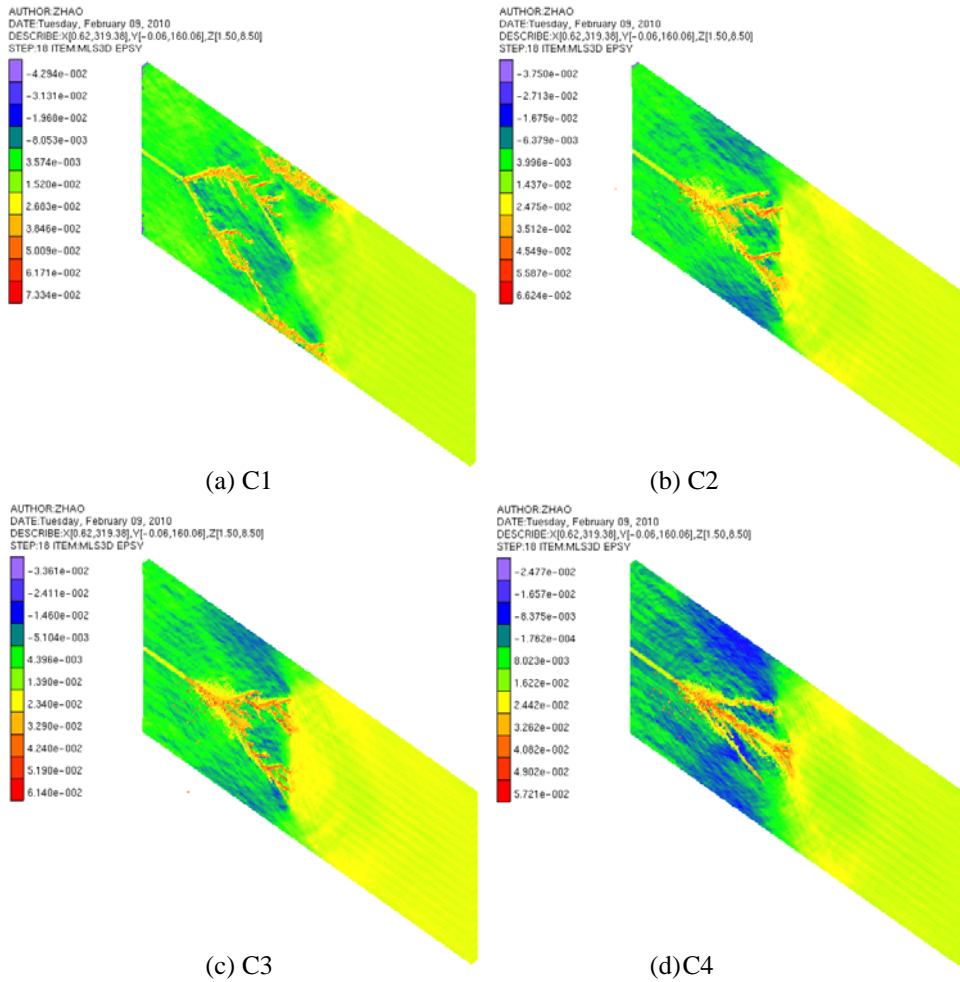 AUTHOR:ZHAO
DATE:Tuesday, February 09, 2010
DESCRIBE:X[0.62,319.38],Y[-0.06,160.06],Z[1.50,8.50]
STEP:18 ITEM:MLS3D EPSY
-4.294e-002
-3.131e-002
-1.968e-002
-8.053e-003
3.574e-003
1.520e-002
2.683e-002
3.846e-002
5.009e-002
6.171e-002
7.334e-002
(a) C1
AUTHOR:ZHAO
DATE:Tuesday, February 09, 2010
DESCRIBE:X[0.62,319.38],Y[-0.06,160.06],Z[1.50,8.50]
STEP:18 ITEM:MLS3D EPSY
-3.750e-002
-2.713e-002
-1.675e-002
-6.379e-003
3.996e-003
1.437e-002
2.475e-002
3.512e-002
4.549e-002
5.587e-002
6.624e-002
(b) C2
AUTHOR:ZHAO
DATE:Tuesday, February 09, 2010
DESCRIBE:X[0.62,319.38],Y[-0.06,160.06],Z[1.50,8.50]
STEP:18 ITEM:MLS3D EPSY
-3.361e-002
-2.411e-002
-1.460e-002
-5.104e-003
4.396e-003
1.390e-002
2.340e-002
3.290e-002
4.240e-002
5.190e-002
6.140e-002
(c) C3
AUTHOR:ZHAO
DATE:Tuesday, February 09, 2010
DESCRIBE:X[0.62,319.38],Y[-0.06,160.06],Z[1.50,8.50]
STEP:18 ITEM:MLS3D EPSY
-2.477e-002
-1.657e-002
-8.375e-003
-1.762e-004
8.023e-003
1.622e-002
2.442e-002
3.262e-002
4.082e-002
4.902e-002
5.721e-002
(d)C4